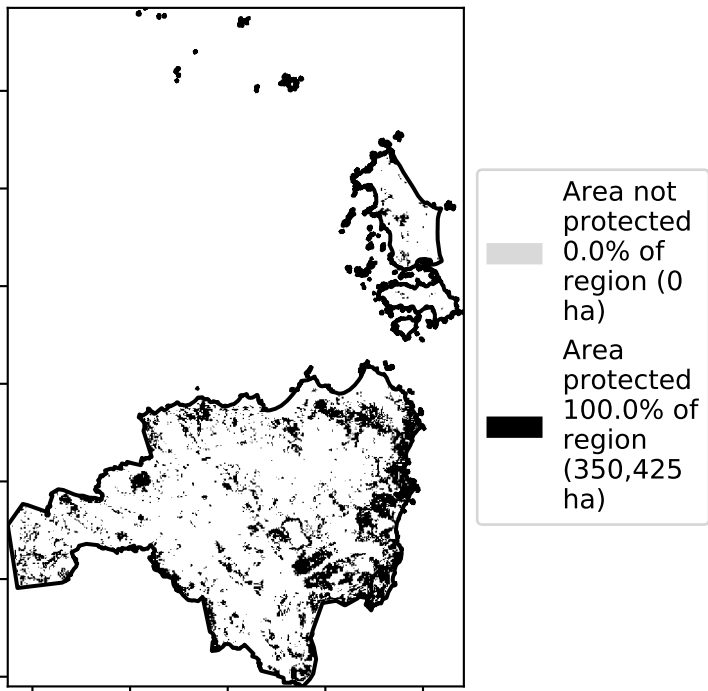 Area not
protected
0.0% of
region (0
ha)
Area
protected
100.0% of
region
(350,425
ha)